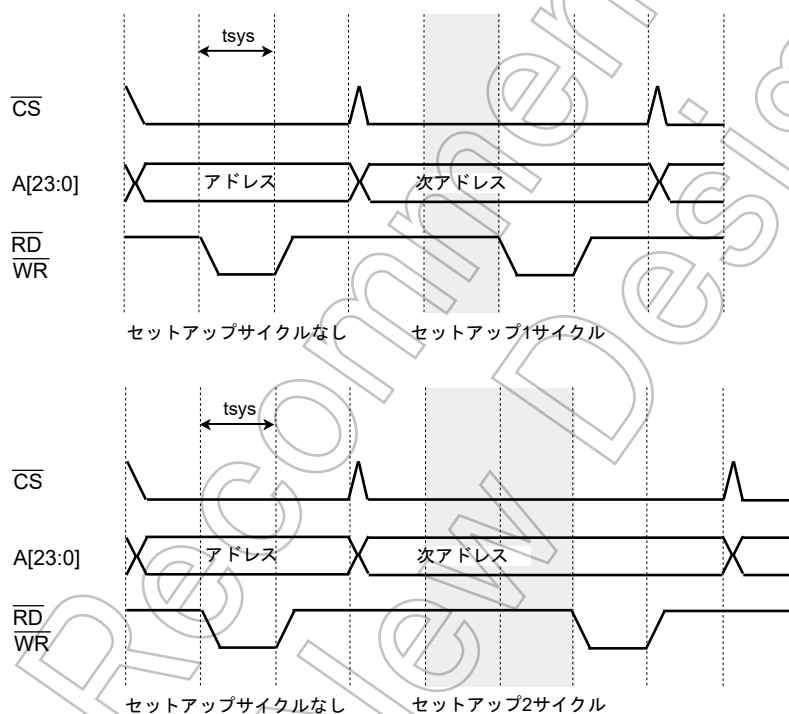 tsys
CS
A[23:0] アドレス 次アドレス
RD
WR
セットアップサイクルなし セットアップ1サイクル
tsys
CS
A[23:0] アドレス 次アドレス
RD
WR
セットアップサイクルなし セットアップ2サイクル